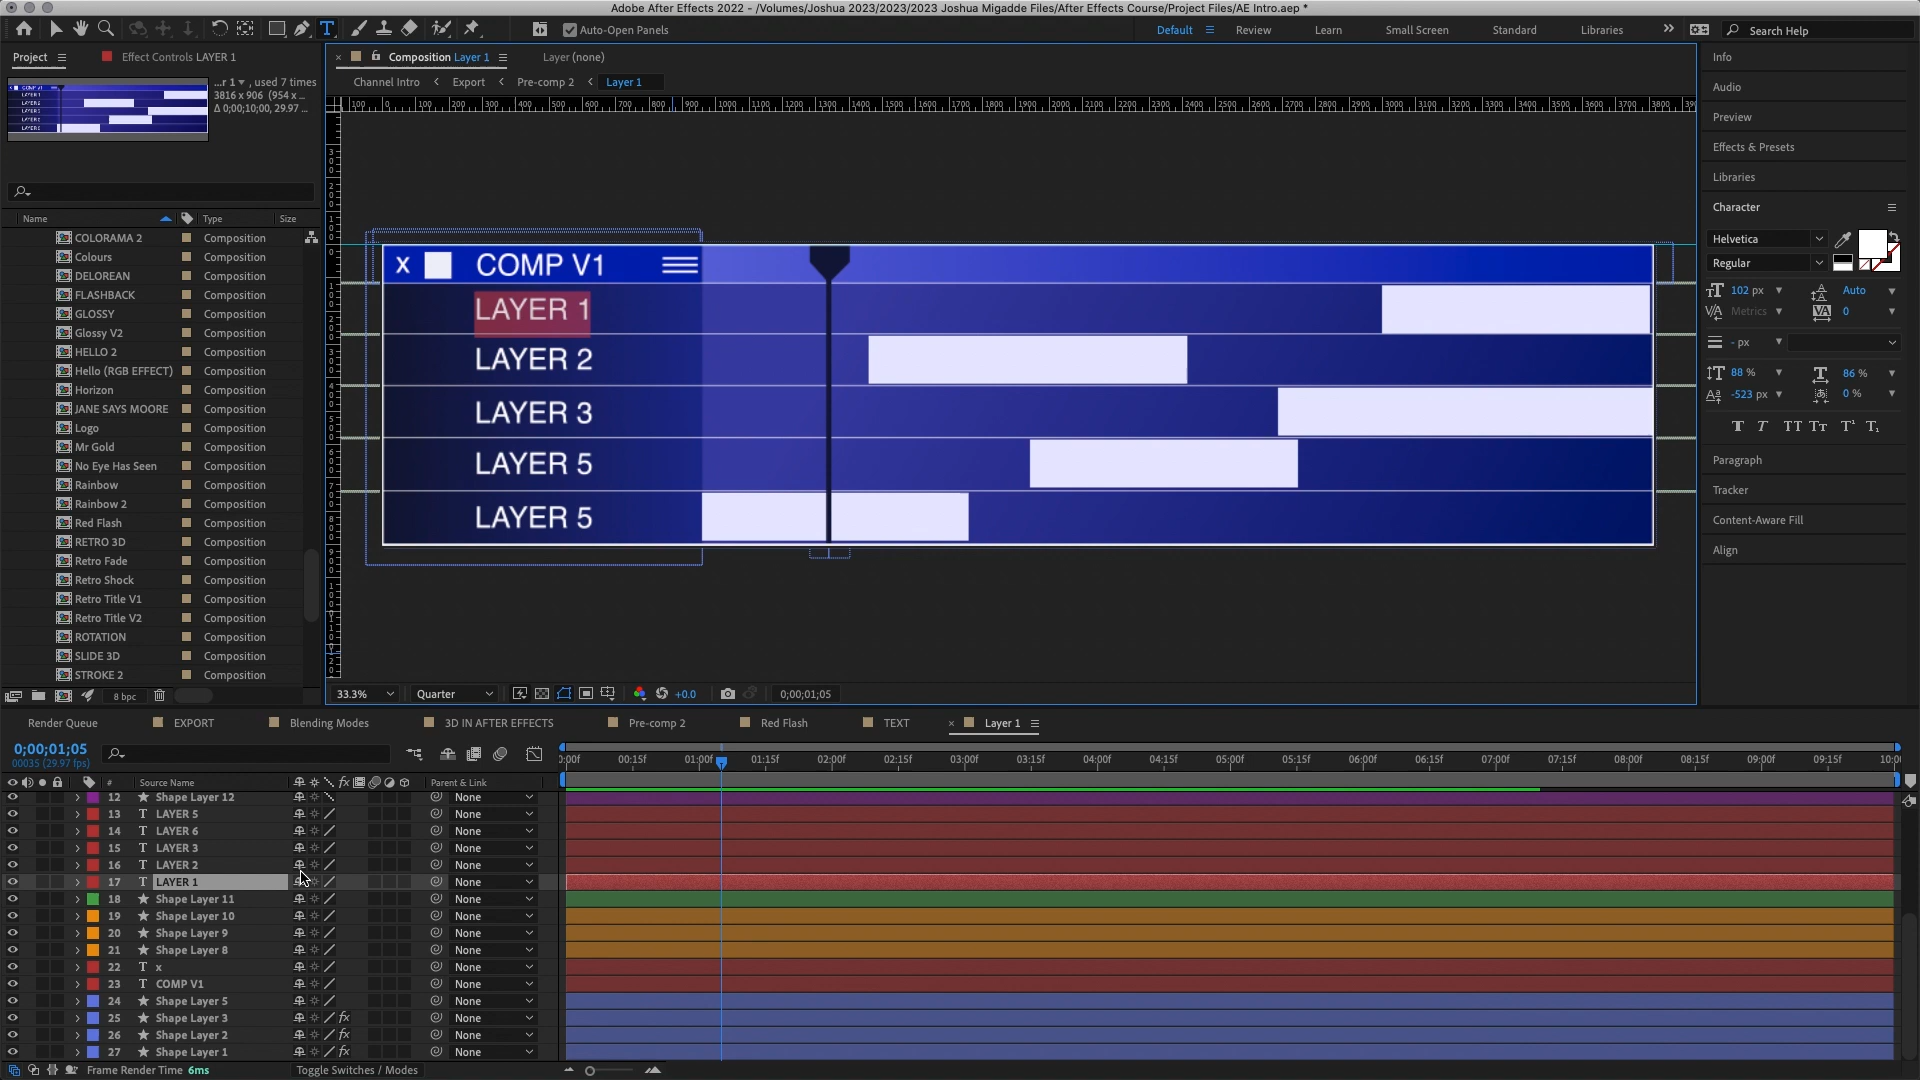 Adobe After Effects 2022 - /Volumes/Joshua 2023/2023/2023 Joshua Migadde Files/After Effects Course/Project Files/AE Intro.aep *
Auto-Open Panels
Default
Review
Learn
Small Screen
Standard
Libraries
Search Help
Project
Effect Controls LAYER 1
Composition Layer 1
Layer (none)
Channel Intro
Export
Pre-comp 2
Layer 1
...r 1 , used 7 times
3816 x 906 (954 x ...
Δ 0;00;10;00, 29.97 ...
Name
Type
Size
COLORAMA 2 Composition
Colours Composition
DELOREAN Composition
FLASHBACK Composition
GLOSSY Composition
Glossy V2 Composition
HELLO 2 Composition
Hello (RGB EFFECT) Composition
Horizon Composition
JANE SAYS MOORE Composition
Logo Composition
Mr Gold Composition
No Eye Has Seen Composition
Rainbow Composition
Rainbow 2 Composition
Red Flash Composition
RETRO 3D Composition
Retro Fade Composition
Retro Shock Composition
Retro Title V1 Composition
Retro Title V2 Composition
ROTATION Composition
SLIDE 3D Composition
STROKE 2 Composition
8 bpc
X COMP V1
LAYER 1
LAYER 2
LAYER 3
LAYER 5
LAYER 5
33.3%
Quarter
+0.0
0;00;01;05
Info
Audio
Preview
Effects & Presets
Libraries
Character
Helvetica
Regular
102 px
Auto
Metrics
0
- px
88 %
86 %
-523 px
0 %
Paragraph
Tracker
Content-Aware Fill
Align
Render Queue
EXPORT
Blending Modes
3D IN AFTER EFFECTS
Pre-comp 2
Red Flash
TEXT
Layer 1
0;00;01;05
00035 (29.97 fps)
# Source Name
Parent & Link
00:15f 01:00f 01:15f 02:00f 02:15f 03:00f 03:15f 04:00f 04:15f 05:00f 05:15f 06:00f 06:15f 07:00f 07:15f 08:00f 08:15f 09:00f 09:15f
12 Shape Layer 12 None
13 T LAYER 5 None
14 T LAYER 6 None
15 T LAYER 3 None
16 T LAYER 2 None
17 T LAYER 1 None
18 Shape Layer 11 None
19 Shape Layer 10 None
20 Shape Layer 9 None
21 Shape Layer 8 None
22 T x None
23 T COMP V1 None
24 Shape Layer 5 None
25 Shape Layer 3 fx None
26 Shape Layer 2 fx None
27 Shape Layer 1 fx None
Frame Render Time 6ms
Toggle Switches / Modes